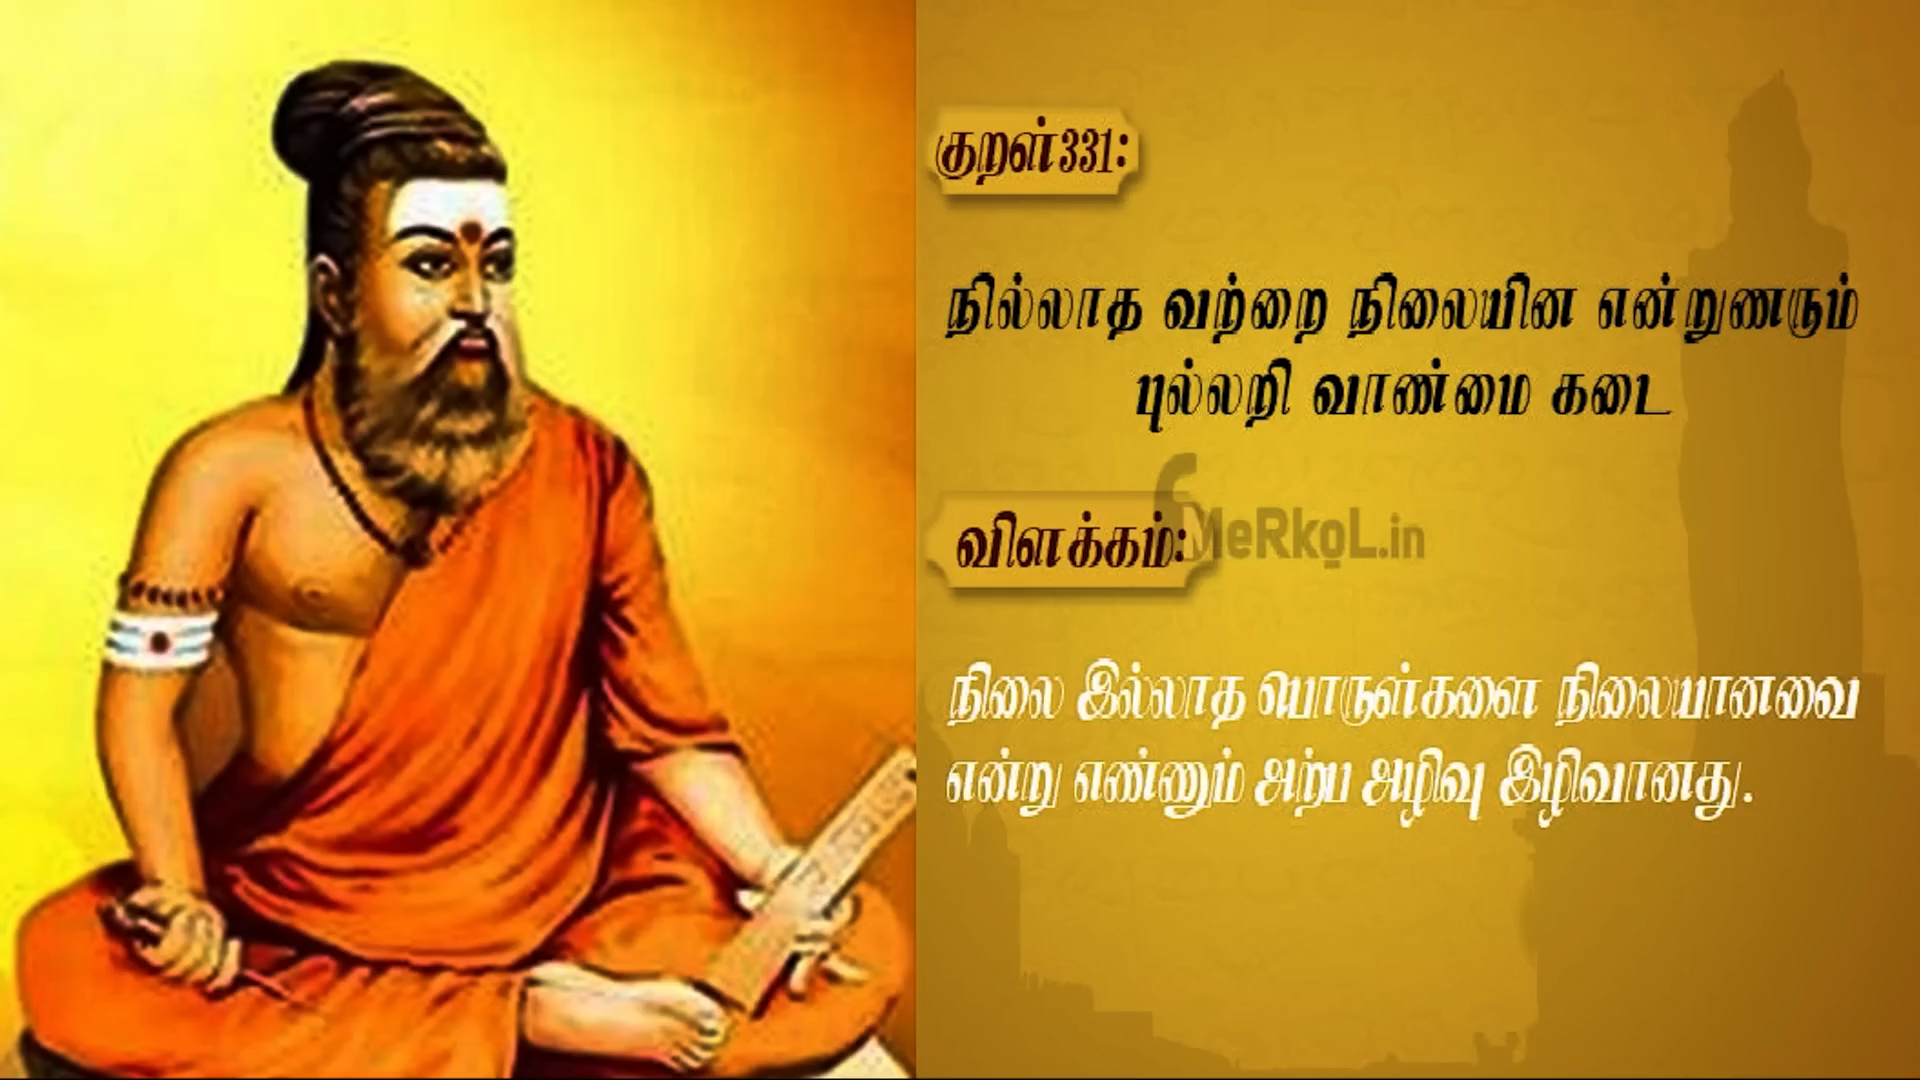 குறள் 331:
நில்லாத வற்றை நிலையின என்றுணரும்
புல்லறி வாண்மை கடை
விளக்கம்:
MeRkoL.in
நிலை இல்லாத பொருள்களை நிலையானவை
என்று எண்ணும் அற்ப அழிவு இழிவானது.